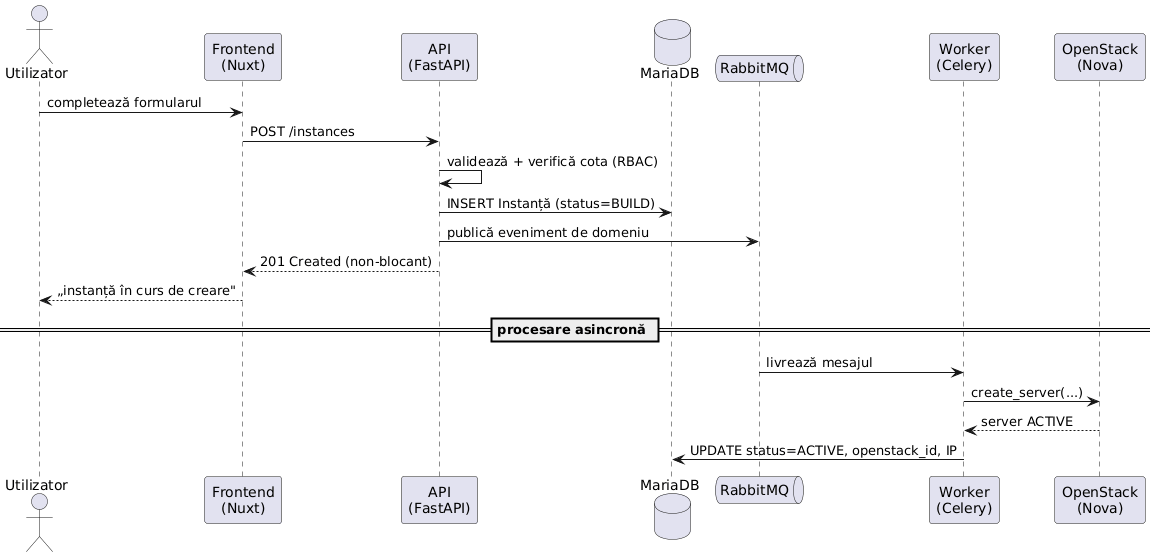 Utilizator
Frontend
(Nuxt)
API
(FastAPI)
MariaDB
RabbitMQ
Worker
(Celery)
OpenStack
(Nova)
completează formularul
POST /instances
validează + verifică cota (RBAC)
INSERT Instanță (status=BUILD)
publică eveniment de domeniu
201 Created (non-blocant)
„instanță în curs de creare"
procesare asincronă
livrează mesajul
create_server(...)
server ACTIVE
UPDATE status=ACTIVE, openstack_id, IP
Utilizator
Frontend
(Nuxt)
API
(FastAPI)
MariaDB
RabbitMQ
Worker
(Celery)
OpenStack
(Nova)